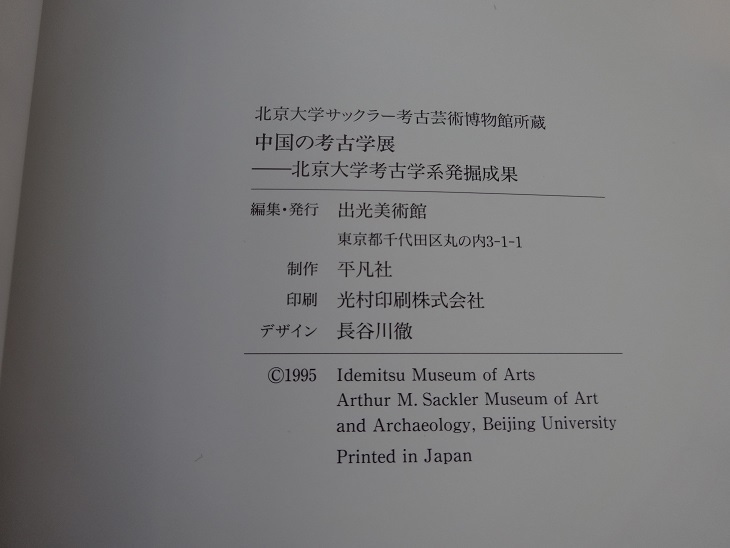 北京大学サックラー考古芸術博物館所蔵
中国の考古学展
——北京大学考古学系発掘成果
編集・発行 出光美術館
東京都千代田区丸の内3-1-1
制作 平凡社
印刷 光村印刷株式会社
デザイン 長谷川徹
©1995 Idemitsu Museum of Arts
Arthur M. Sackler Museum of Art
and Archaeology, Beijing University
Printed in Japan